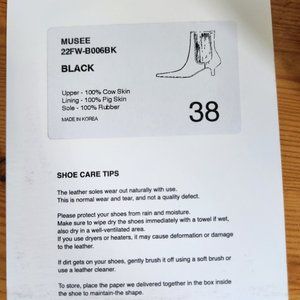 MUSEE
22FW-B006BK
BLACK
Upper - 100% Cow Skin
Lining - 100% Pig Skin
Sole - 100% Rubber
MADE IN KOREA
38
SHOE CARE TIPS
The leather soles wear out naturally with use.
This is normal wear and tear, and not a quality defect.
Please protect your shoes from rain and moisture.
Make sure to wipe dry the shoes immediately with a towel if wet,
also dry in a well-ventilated area.
If you use dryers or heaters, it may cause deformation or damage
to the leather.
If dirt gets on your shoes, gently brush it off using a soft brush or
use a leather cleaner.
To store, place the paper we delivered together in the box inside
the shoe to maintain-the shape.